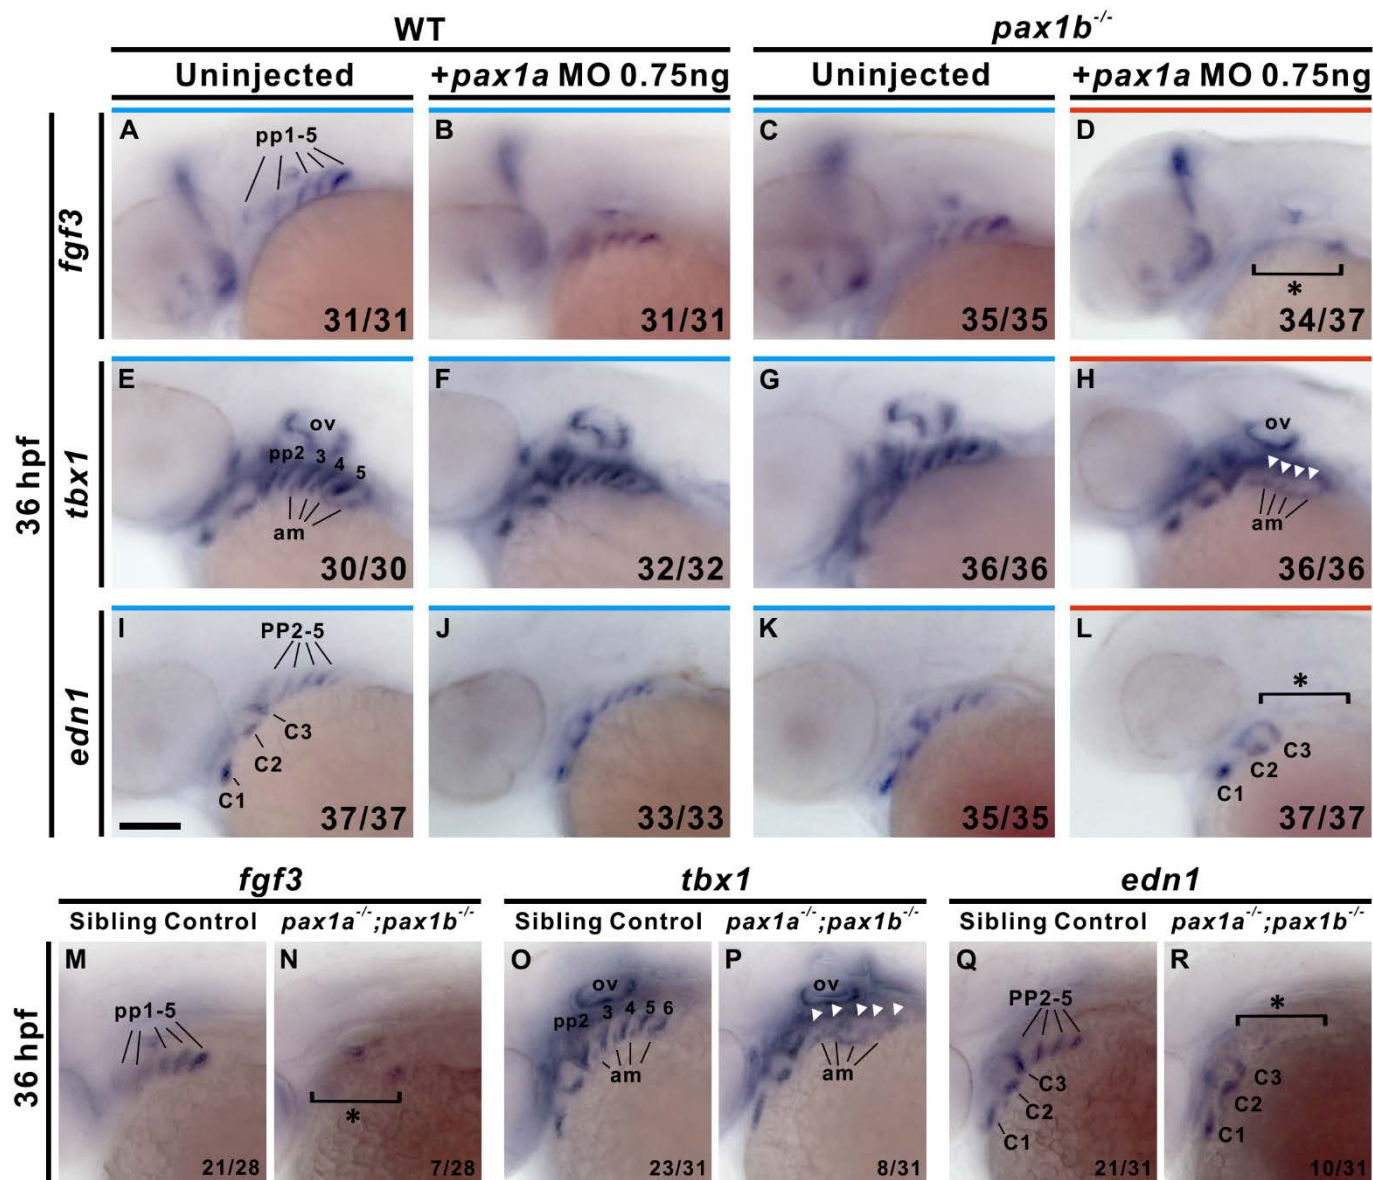 WT pax1b-/-
Uninjected +pax1a MO 0.75ng Uninjected +pax1a MO 0.75ng
36 hpf
fgf3
A pp1-5 31/31
B 31/31
C 35/35
D * 34/37
tbx1
E ov pp2 3 4 5 am 30/30
F 32/32
G 36/36
H ov am 36/36
edn1
I PP2-5 C3 C2 C1 37/37
J 33/33
K 35/35
L * C3 C2 C1 37/37
fgf3 tbx1 edn1
Sibling Control pax1a-/-;pax1b-/- Sibling Control pax1a-/-;pax1b-/- Sibling Control pax1a-/-;pax1b-/-
36 hpf
M pp1-5 21/28
N * 7/28
O ov pp2 3 4 5 6 am 23/31
P ov am 8/31
Q PP2-5 C3 C2 C1 21/31
R * C3 C2 C1 10/31